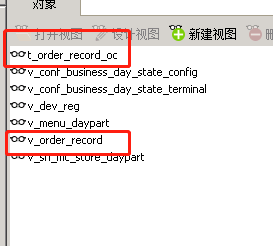 对象
打开视图 设计视图 新建视图
t_order_record_oc
v_conf_business_day_state_config
v_conf_business_day_state_terminal
v_dev_reg
v_menu_daypart
v_order_record
v_sn_mc_store_daypart